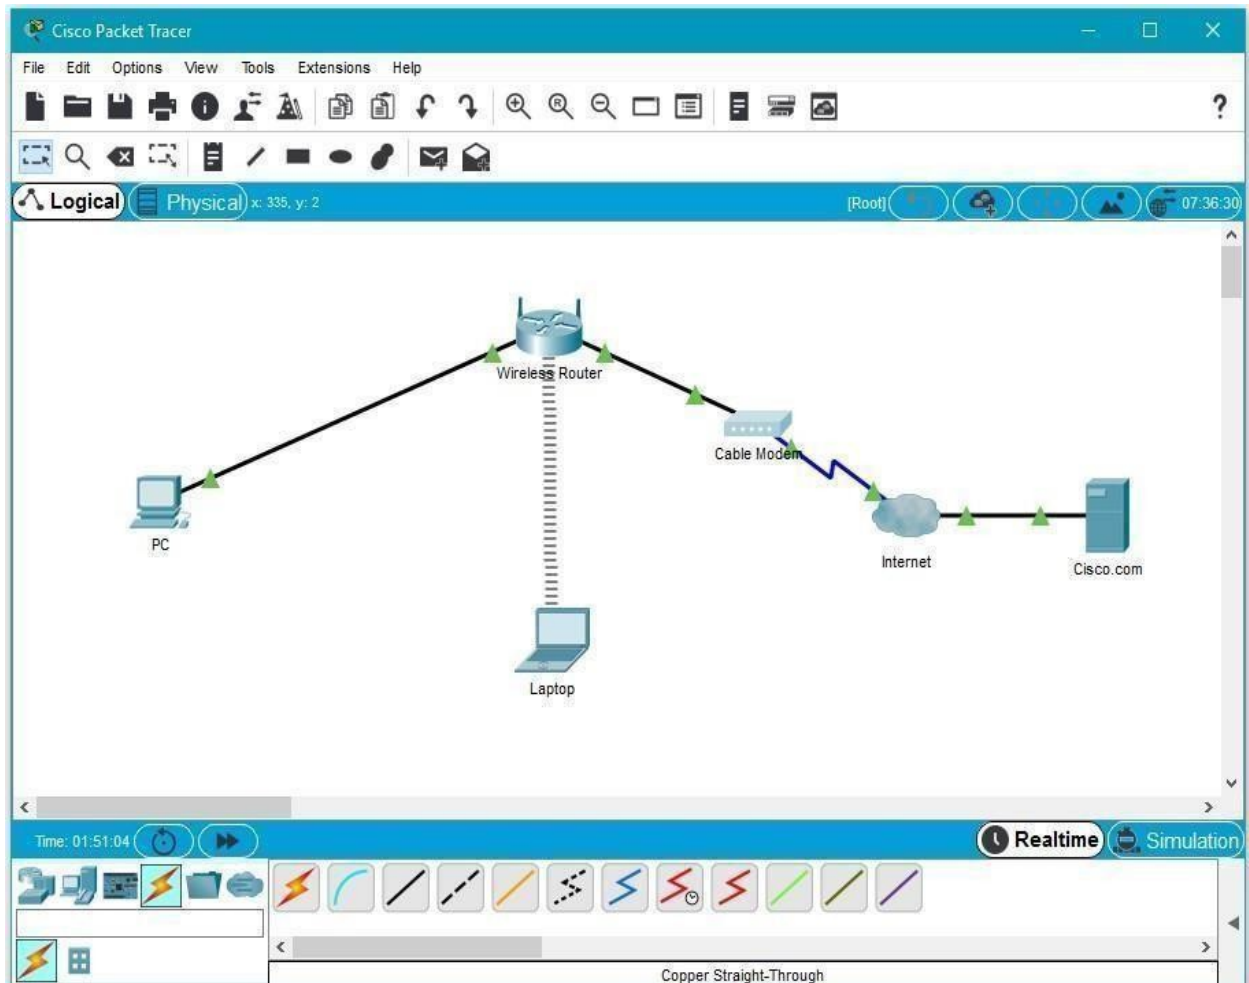 Cisco Packet Tracer
File Edit Options View Tools Extensions Help
R
?
Logical Physical x: 335, y: 2 [Root] 07:36:30
Wireless Router
Cable Modem
PC
Internet
Cisco.com
Laptop
Time: 01:51:04 Realtime Simulation
Copper Straight-Through